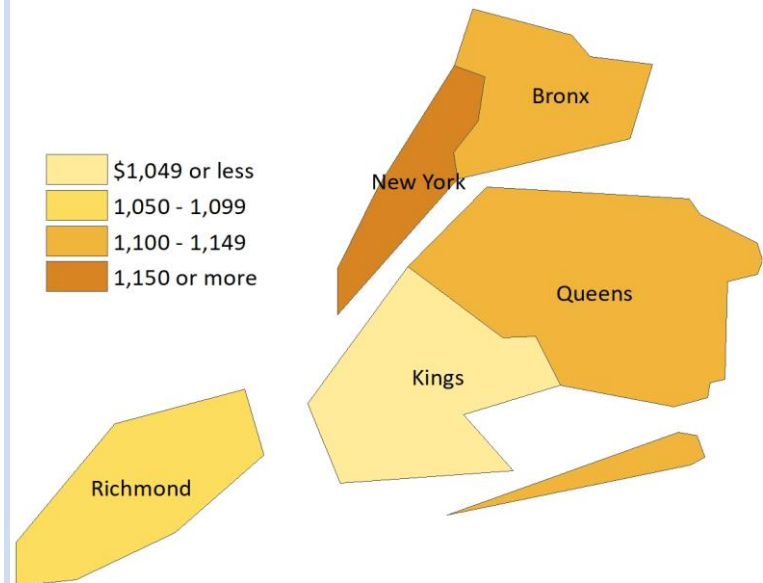 Bronx
$1,049 or less
1,050 - 1,099
1,100 - 1,149
1,150 or more
New York
Queens
Kings
Richmond